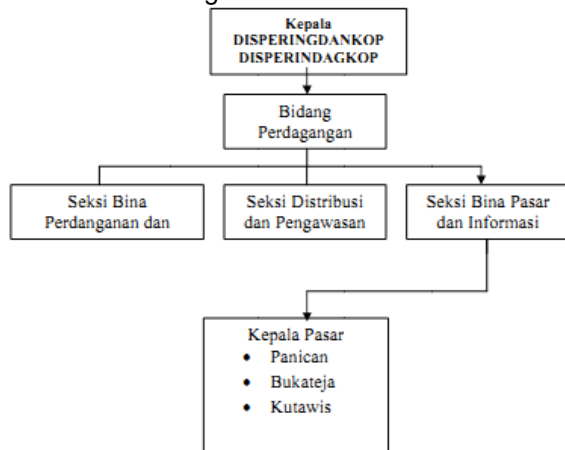 Kepala
DISPERINGDANKOP
DISPERINDAGKOP
Bidang
Perdagangan
Seksi Bina
Perdanganan dan
Seksi Distribusi
dan Pengawasan
Seksi Bina Pasar
dan Informasi
Kepala Pasar
• Panican
• Bukateja
• Kutawis